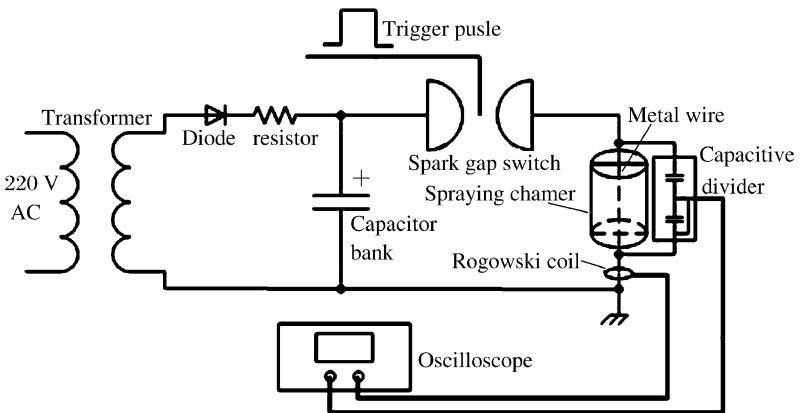 Trigger pusle
Transformer
Diode
resistor
220 V
AC
Spark gap switch
Metal wire
Capacitive
divider
Spraying chamer
+
Capacitor
bank
Rogowski coil
Oscilloscope